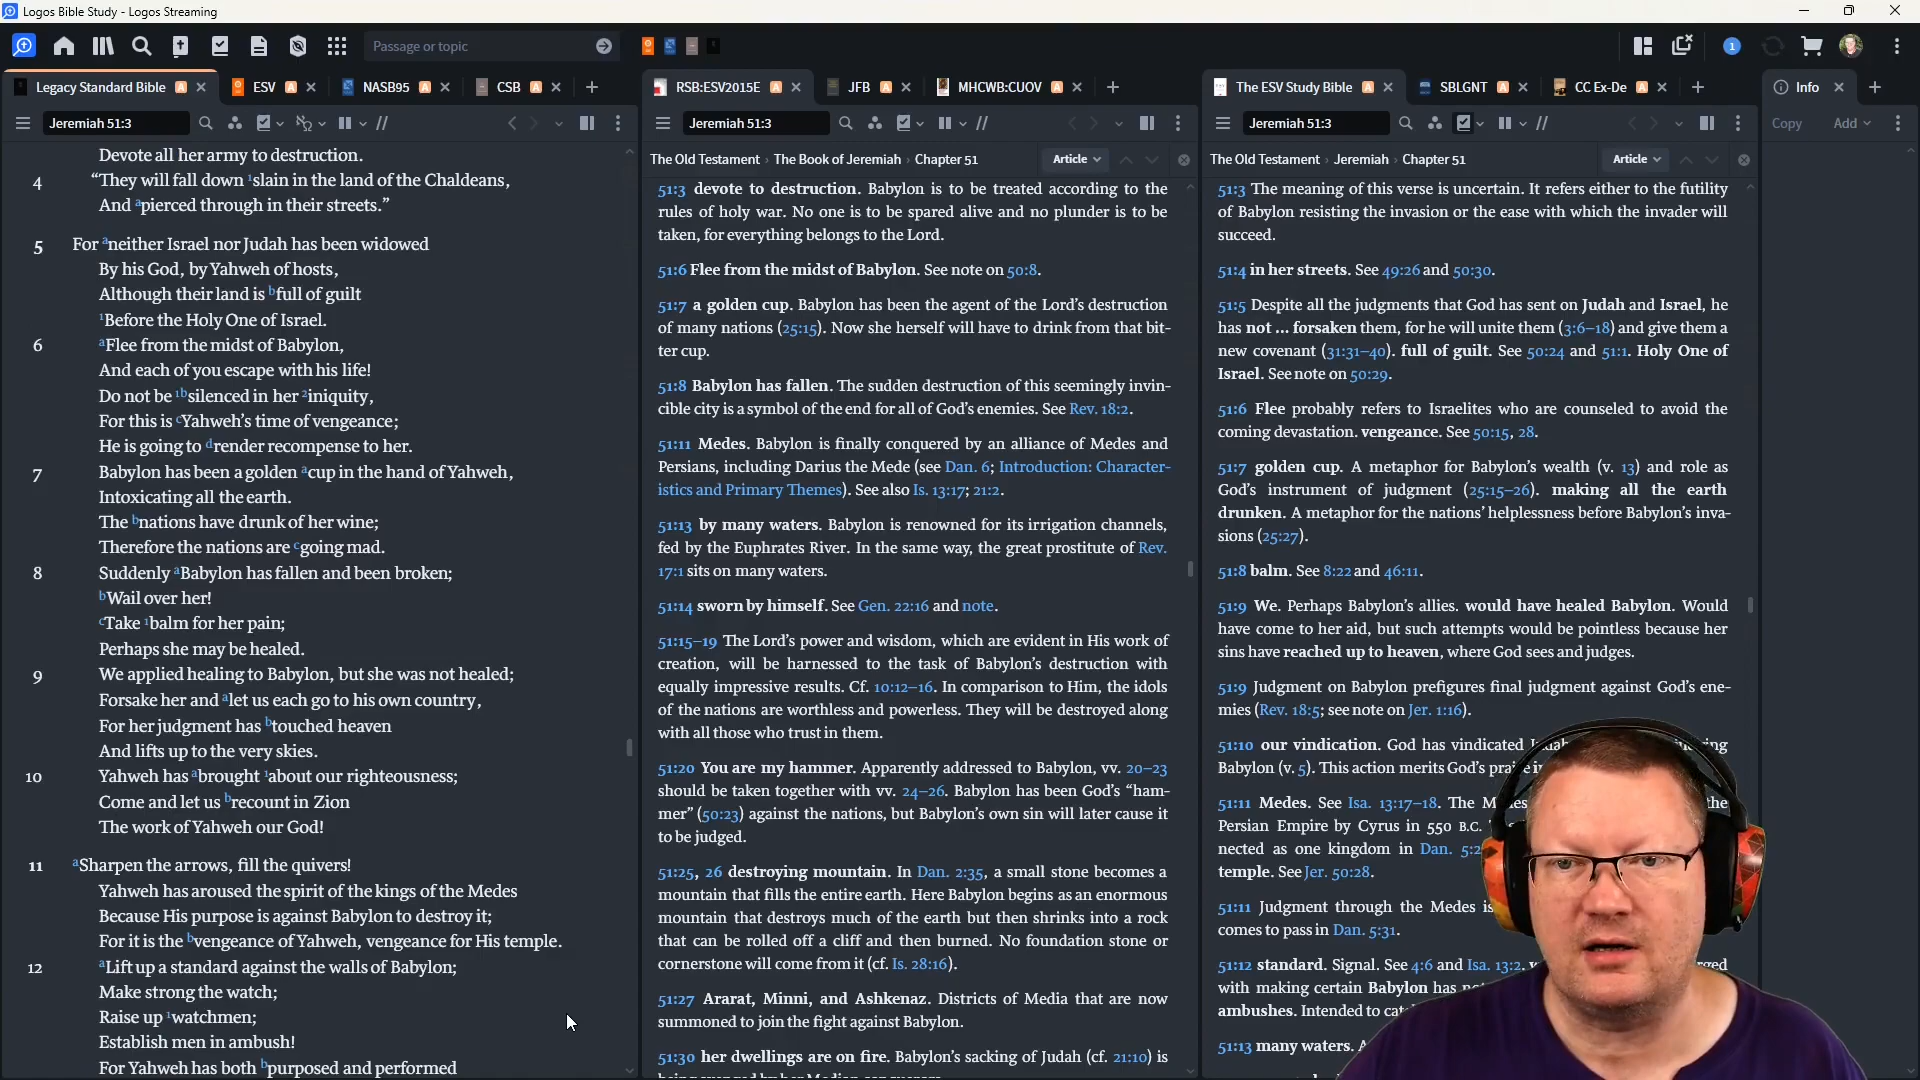 Logos Bible Study - Logos Streaming
Passage or topic
1
Legacy Standard Bible A
ESV A
NASB95 A
CSB A
RSB:ESV2015E A
JFB A
MHCWB:CUOV A
The ESV Study Bible A
SBLGNT A
CC Ex-De A
Info
Jeremiah 51:3
Jeremiah 51:3
Jeremiah 51:3
Copy Add
Devote all her army to destruction.
4 “They will fall down 1slain in the land of the Chaldeans,
And apierced through in their streets.”
5 For aneither Israel nor Judah has been widowed
By his God, by Yahweh of hosts,
Although their land is bfull of guilt
1Before the Holy One of Israel.
6 aFlee from the midst of Babylon,
And each of you escape with his life!
Do not be 1bsilenced in her 2iniquity,
For this is cYahweh’s time of vengeance;
He is going to drender recompense to her.
7 Babylon has been a golden acup in the hand of Yahweh,
Intoxicating all the earth.
The bnations have drunk of her wine;
Therefore the nations are cgoing mad.
8 Suddenly aBabylon has fallen and been broken;
bWail over her!
cTake 1balm for her pain;
Perhaps she may be healed.
9 We applied healing to Babylon, but she was not healed;
Forsake her and alet us each go to his own country,
For her judgment has btouched heaven
And lifts up to the very skies.
10 Yahweh has abrought 1about our righteousness;
Come and let us brecount in Zion
The work of Yahweh our God!
11 aSharpen the arrows, fill the quivers!
Yahweh has aroused the spirit of the kings of the Medes
Because His purpose is against Babylon to destroy it;
For it is the bvengeance of Yahweh, vengeance for His temple.
12 aLift up a standard against the walls of Babylon;
Make strong the watch;
Raise up 1watchmen;
Establish men in ambush!
For Yahweh has both bpurposed and performed
The Old Testament › The Book of Jeremiah › Chapter 51
Article
51:3 devote to destruction. Babylon is to be treated according to the
rules of holy war. No one is to be spared alive and no plunder is to be
taken, for everything belongs to the Lord.
51:6 Flee from the midst of Babylon. See note on 50:8.
51:7 a golden cup. Babylon has been the agent of the Lord’s destruction
of many nations (25:15). Now she herself will have to drink from that bit-
ter cup.
51:8 Babylon has fallen. The sudden destruction of this seemingly invin-
cible city is a symbol of the end for all of God’s enemies. See Rev. 18:2.
51:11 Medes. Babylon is finally conquered by an alliance of Medes and
Persians, including Darius the Mede (see Dan. 6; Introduction: Character-
istics and Primary Themes). See also Is. 13:17; 21:2.
51:13 by many waters. Babylon is renowned for its irrigation channels,
fed by the Euphrates River. In the same way, the great prostitute of Rev.
17:1 sits on many waters.
51:14 sworn by himself. See Gen. 22:16 and note.
51:15–19 The Lord’s power and wisdom, which are evident in His work of
creation, will be harnessed to the task of Babylon’s destruction with
equally impressive results. Cf. 10:12–16. In comparison to Him, the idols
of the nations are worthless and powerless. They will be destroyed along
with all those who trust in them.
51:20 You are my hammer. Apparently addressed to Babylon, vv. 20–23
should be taken together with vv. 24–26. Babylon has been God’s “ham-
mer” (50:23) against the nations, but Babylon’s own sin will later cause it
to be judged.
51:25, 26 destroying mountain. In Dan. 2:35, a small stone becomes a
mountain that fills the entire earth. Here Babylon begins as an enormous
mountain that destroys much of the earth but then shrinks into a rock
that can be rolled off a cliff and then burned. No foundation stone or
cornerstone will come from it (cf. Is. 28:16).
51:27 Ararat, Minni, and Ashkenaz. Districts of Media that are now
summoned to join the fight against Babylon.
51:30 her dwellings are on fire. Babylon’s sacking of Judah (cf. 21:10) is
The Old Testament › Jeremiah › Chapter 51
Article
51:3 The meaning of this verse is uncertain. It refers either to the futility
of Babylon resisting the invasion or the ease with which the invader will
succeed.
51:4 in her streets. See 49:26 and 50:30.
51:5 Despite all the judgments that God has sent on Judah and Israel, he
has not … forsaken them, for he will unite them (3:6–18) and give them a
new covenant (31:31–40). full of guilt. See 50:24 and 51:1. Holy One of
Israel. See note on 50:29.
51:6 Flee probably refers to Israelites who are counseled to avoid the
coming devastation. vengeance. See 50:15, 28.
51:7 golden cup. A metaphor for Babylon’s wealth (v. 13) and role as
God’s instrument of judgment (25:15–26). making all the earth
drunken. A metaphor for the nations’ helplessness before Babylon’s inva-
sions (25:27).
51:8 balm. See 8:22 and 46:11.
51:9 We. Perhaps Babylon’s allies. would have healed Babylon. Would
have come to her aid, but such attempts would be pointless because her
sins have reached up to heaven, where God sees and judges.
51:9 Judgment on Babylon prefigures final judgment against God’s ene-
mies (Rev. 18:5; see note on Jer. 1:16).
51:10 our vindication. God has vindicated
Babylon (v. 5). This action merits God’s
51:11 Medes. See Isa. 13:17–18. The the
Persian Empire by Cyrus in 550 B.C.
nected as one kingdom in Dan. 5:2
temple. See Jer. 50:28.
51:11 Judgment through the Medes is
comes to pass in Dan. 5:31.
51:12 standard. Signal. See 4:6 and Isa. 13:2.
with making certain Babylon has
ambushes. Intended to
51:13 many waters.